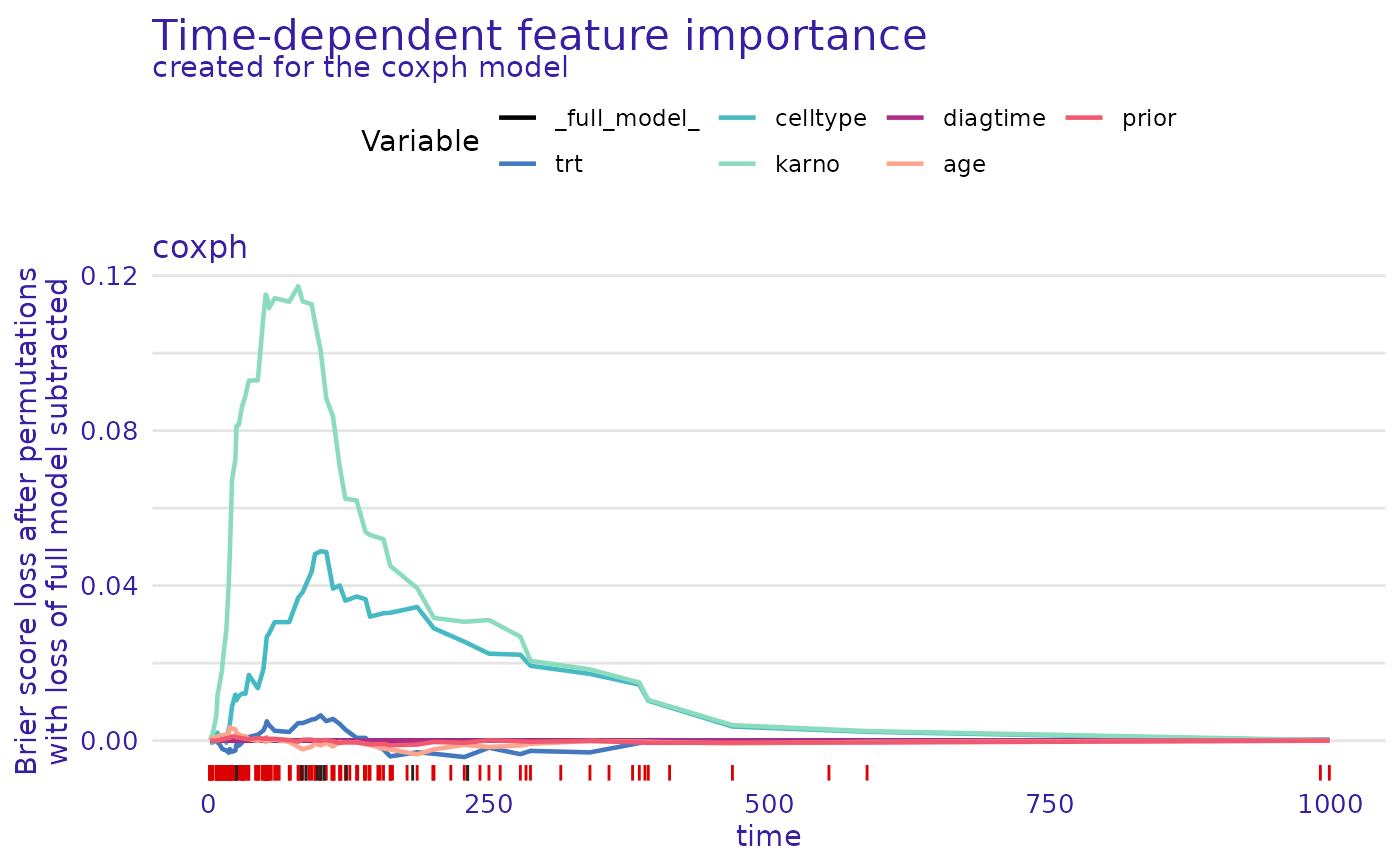 Time-dependent feature importance
created for the coxph model
Variable
_full_model_
celltype
diagtime
prior
trt
karno
age
coxph
Brier score loss after permutations
with loss of full model subtracted
0.12
0.08
0.04
0.00
0
250
500
750
1000
time